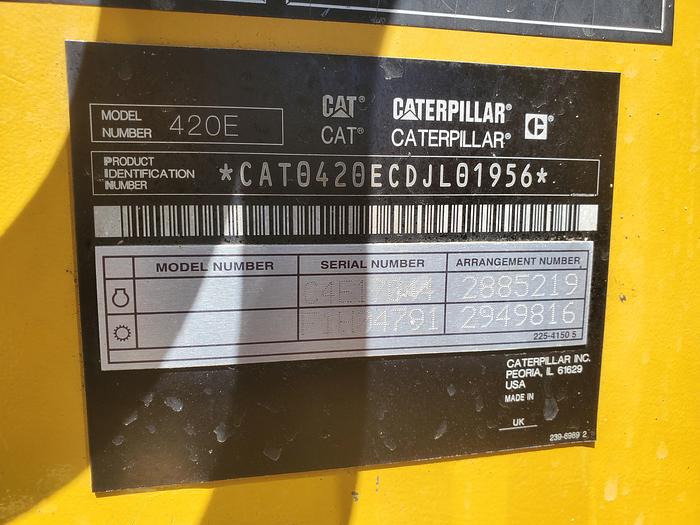 MODEL
NUMBER 420E
CAT® CATERPILLAR®
CAT® CATERPILLAR® C
PRODUCT
IDENTIFICATION
NUMBER
*CAT0420ECDJL01956*
MODEL NUMBER SERIAL NUMBER ARRANGEMENT NUMBER
2885219
2949816
225-4150 5
CATERPILLAR INC.
PEORIA, IL 61629
USA
MADE IN
UK
239-6989 2